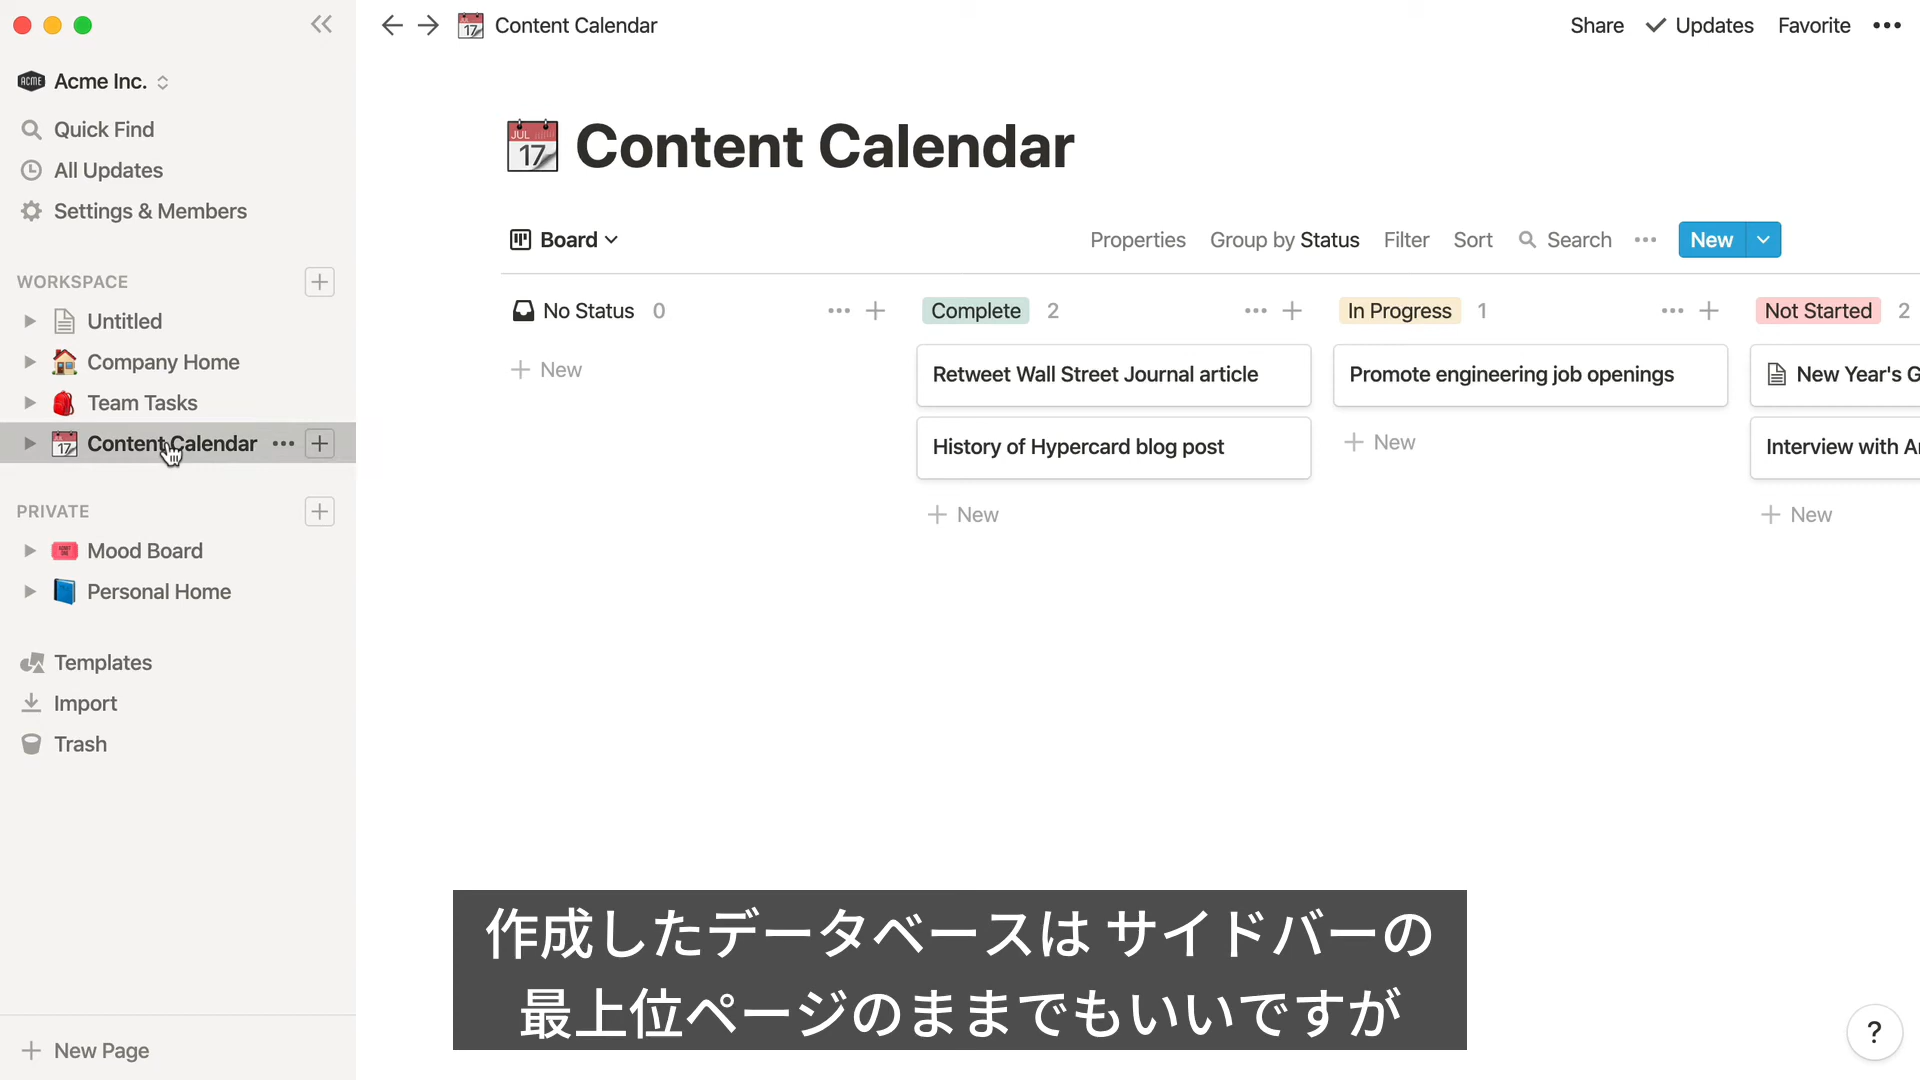 Content Calendar
Share
Updates
Favorite
ACME
Acme Inc.
Quick Find
All Updates
Settings & Members
WORKSPACE
Untitled
Company Home
Team Tasks
17
Content Calendar
PRIVATE
Mood Board
Personal Home
Templates
Import
Trash
New Page
JUL
17
Content Calendar
Board
Properties
Group by Status
Filter
Sort
Search
New
No Status 0
New
Complete 2
Retweet Wall Street Journal article
History of Hypercard blog post
New
In Progress 1
Promote engineering job openings
New
Not Started 2
New Year's G
Interview with
New
作成したデータベースは サイドバーの
最上位ページのままでもいいですが
?